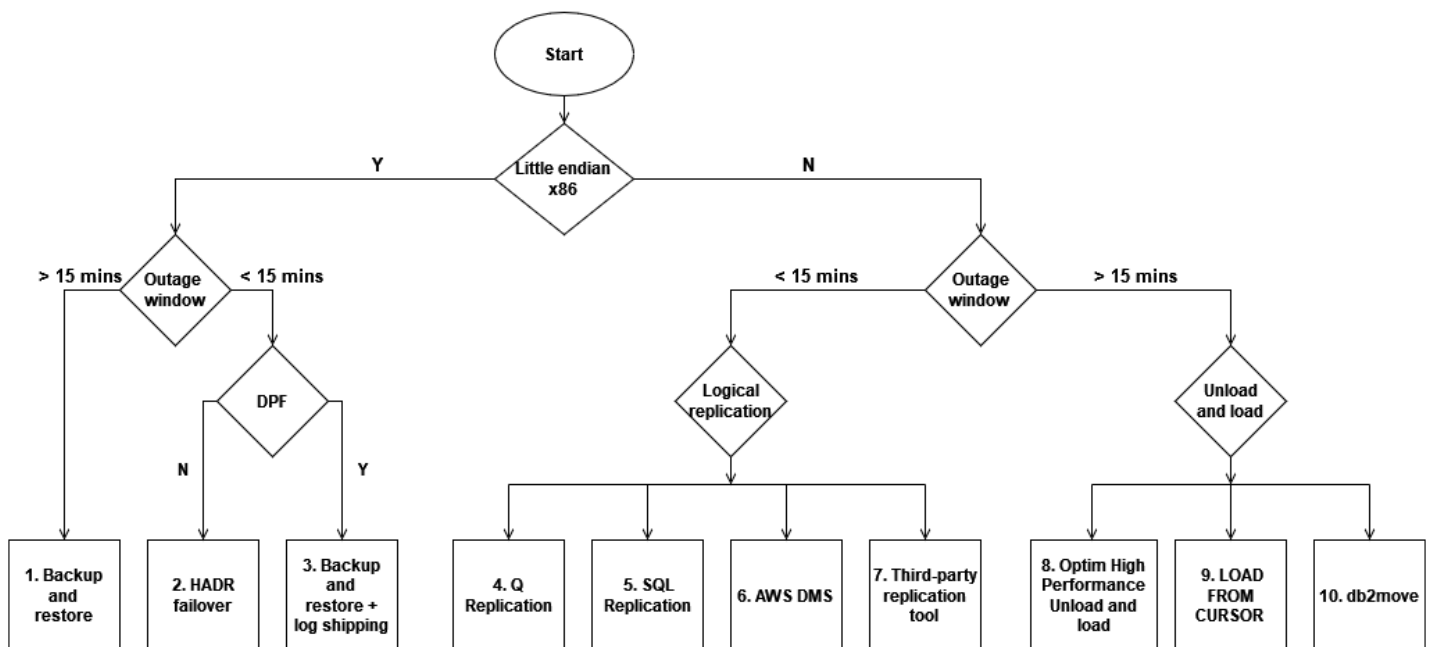 Start
Little endian
x86
Y
N
Outage
window
> 15 mins
< 15 mins
Outage
window
< 15 mins
> 15 mins
DPF
N
Y
Logical
replication
Unload
and load
1. Backup
and
restore
2. HADR
failover
3. Backup
and
restore +
log shipping
4. Q
Replication
5. SQL
Replication
6. AWS DMS
7. Third-party
replication
tool
8. Optim High
Performance
Unload and
load
9. LOAD
FROM
CURSOR
10. db2move